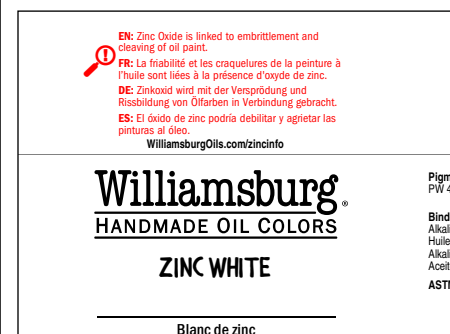 EN: Zinc Oxide is linked to embrittlement and
cleaving of oil paint.
FR: La friabilité et les craquelures de la peinture à
l'huile sont liées à la présence d'oxyde de zinc.
DE: Zinkoxid wird mit der Versprödung und
Rissbildung von Ölfarben in Verbindung gebracht.
ES: El óxido de zinc podría debilitar y agrietar las
pinturas al óleo.
WilliamsburgOils.com/zincinfo
Williamsburg®
HANDMADE OIL COLORS
ZINC WHITE
Blanc de zinc
Pigm
PW 4
Bind
Alkali
Huile
Alkali
Aceit
ASTM